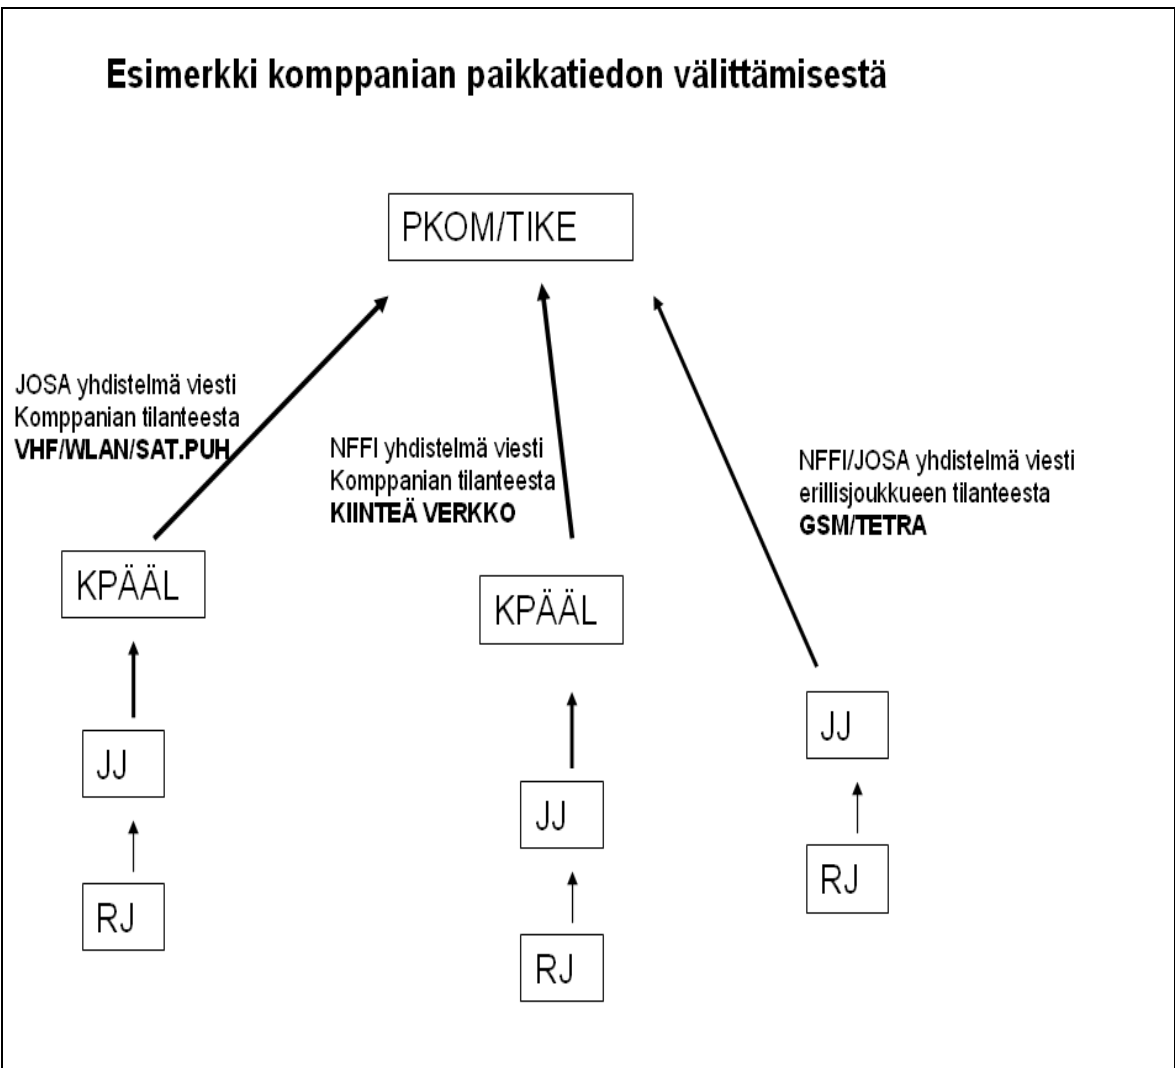 Esimerkki komppanian paikkatiedon välittämisestä
PKOM/TIKE
JOSA yhdistelmä viesti
Komppanian tilanteesta
VHF/WLAN/SAT.PUH
NFFI yhdistelmä viesti
Komppanian tilanteesta
KIINTEÄ VERKKO
NFFI/JOSA yhdistelmä viesti
erillisjoukkueen tilanteesta
GSM/TETRA
KPÄÄL
JJ
RJ
KPÄÄL
JJ
RJ
JJ
RJ